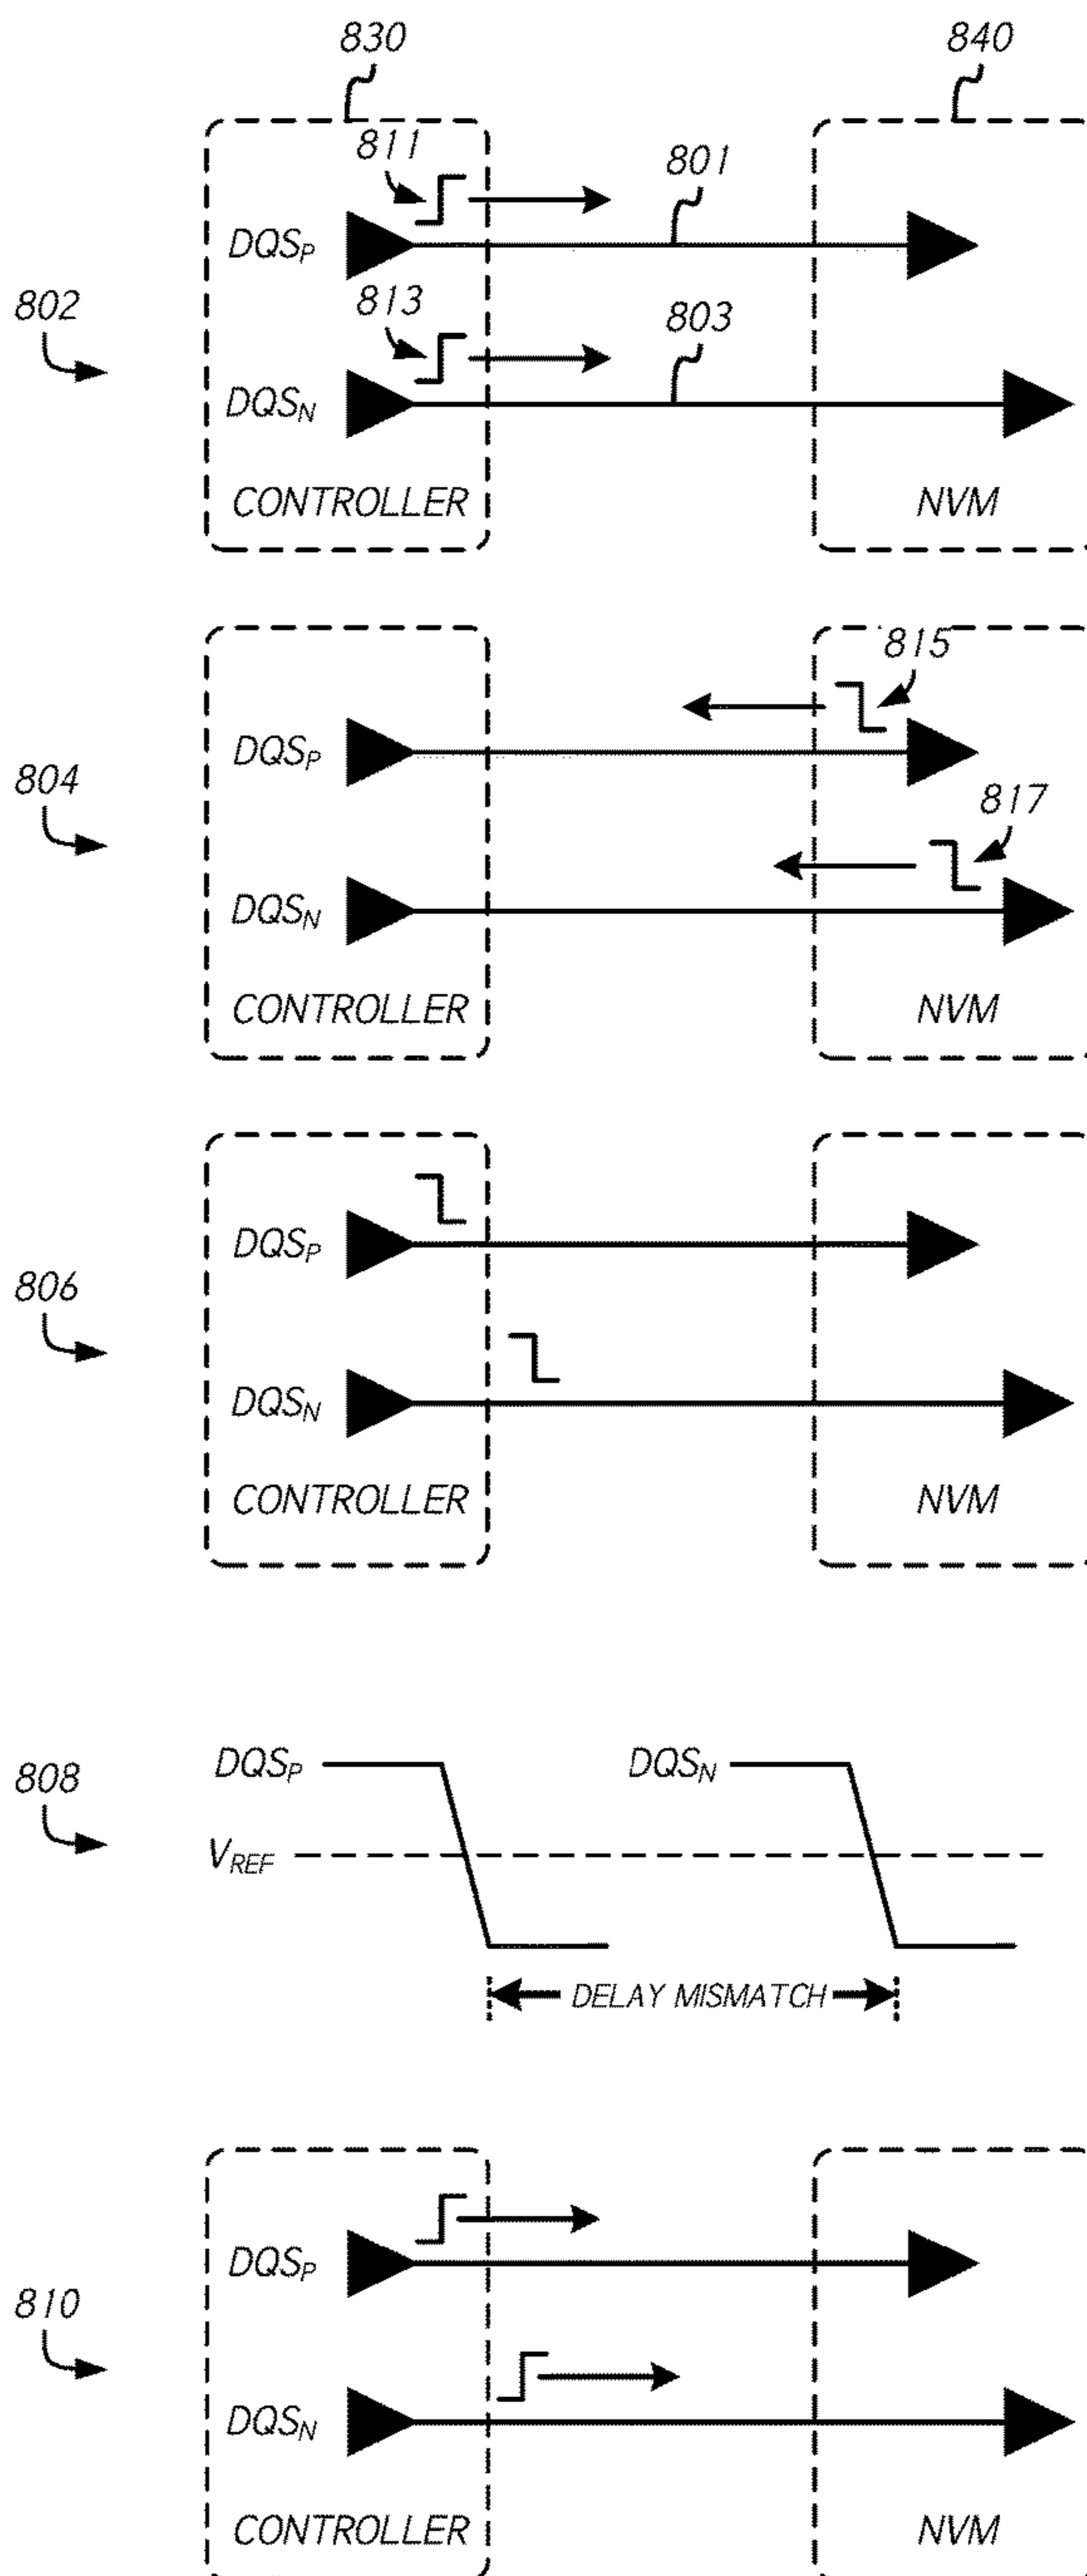 830
840
811
801
DQSP
802
813
803
DQSN
CONTROLLER
NVM
815
DQSP
804
817
DQSN
CONTROLLER
NVM
DQSP
806
DQSN
CONTROLLER
NVM
808
DQSP
DQSN
VREF
DELAY MISMATCH
DQSP
810
DQSN
CONTROLLER
NVM